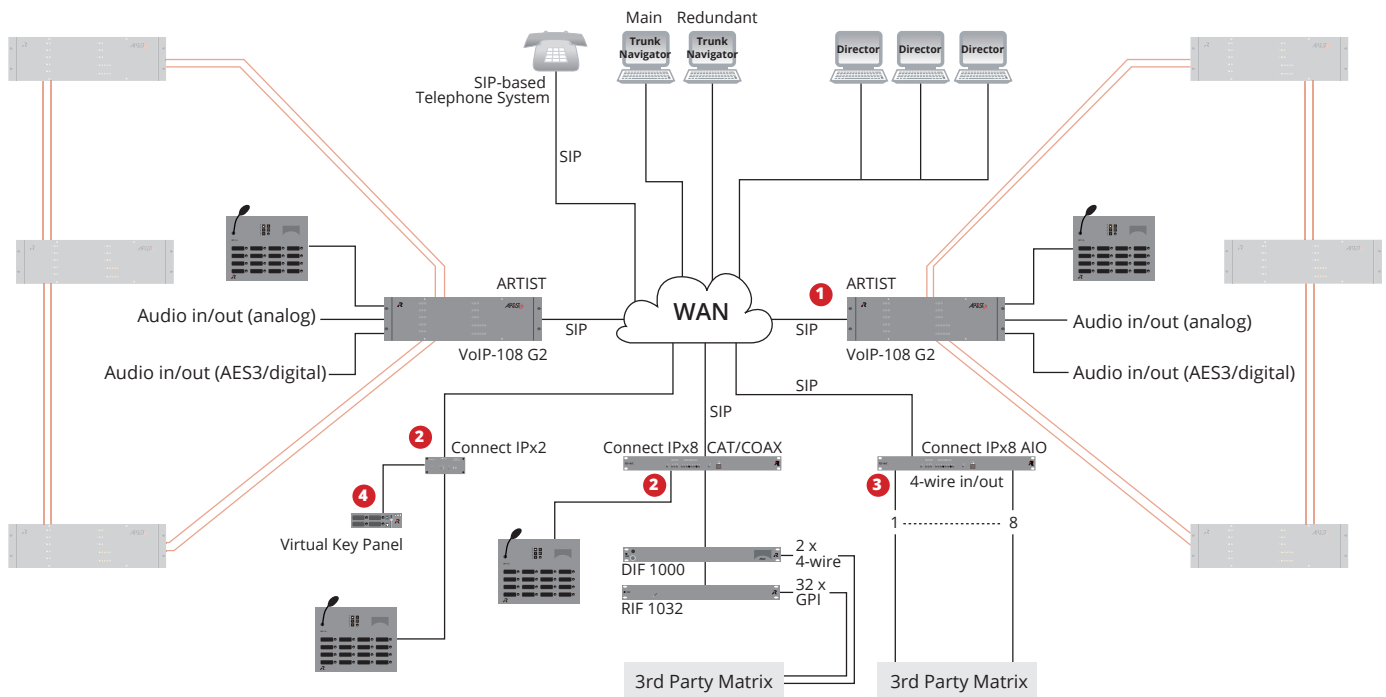 Main
Redundant
Trunk
Navigator
Trunk
Navigator
Director
Director
Director
SIP-based
Telephone System
SIP
ARTIST
WAN
1
ARTIST
Audio in/out (analog)
SIP
SIP
Audio in/out (analog)
VoIP-108 G2
VoIP-108 G2
Audio in/out (AES3/digital)
Audio in/out (AES3/digital)
SIP
SIP
2
Connect IPx2
Connect IPx8 CAT/COAX
Connect IPx8 AIO
2
3
4-wire in/out
4
1
8
Virtual Key Panel
2 x
4-wire
DIF 1000
32 x
GPI
RIF 1032
3rd Party Matrix
3rd Party Matrix